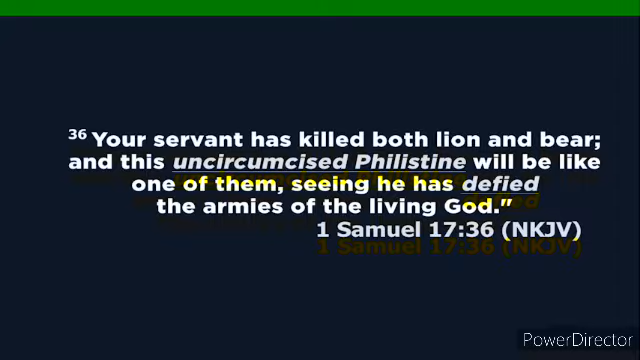 36 Your servant has killed both lion and bear;
and this uncircumcised Philistine will be like
one of them, seeing he has defied
the armies of the living God."
1 Samuel 17:36 (NKJV)
PowerDirector